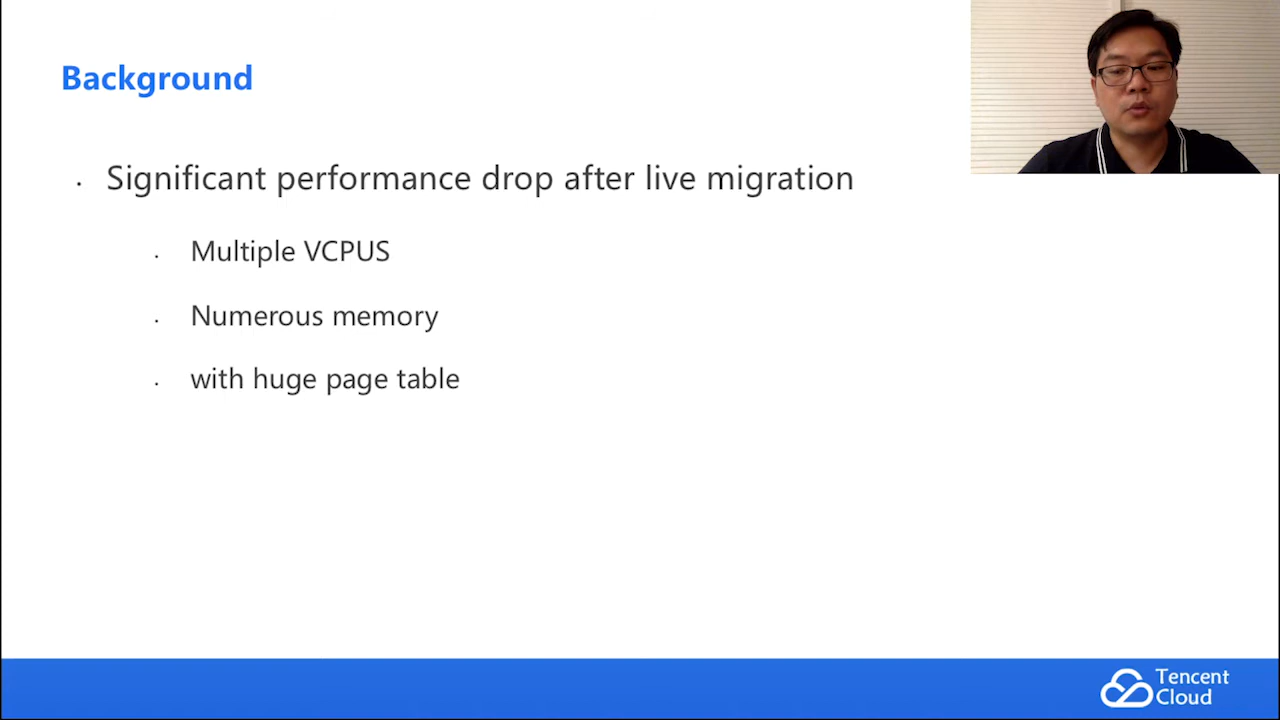 Background
· Significant performance drop after live migration
· Multiple VCPUS
· Numerous memory
· with huge page table
Tencent
Cloud